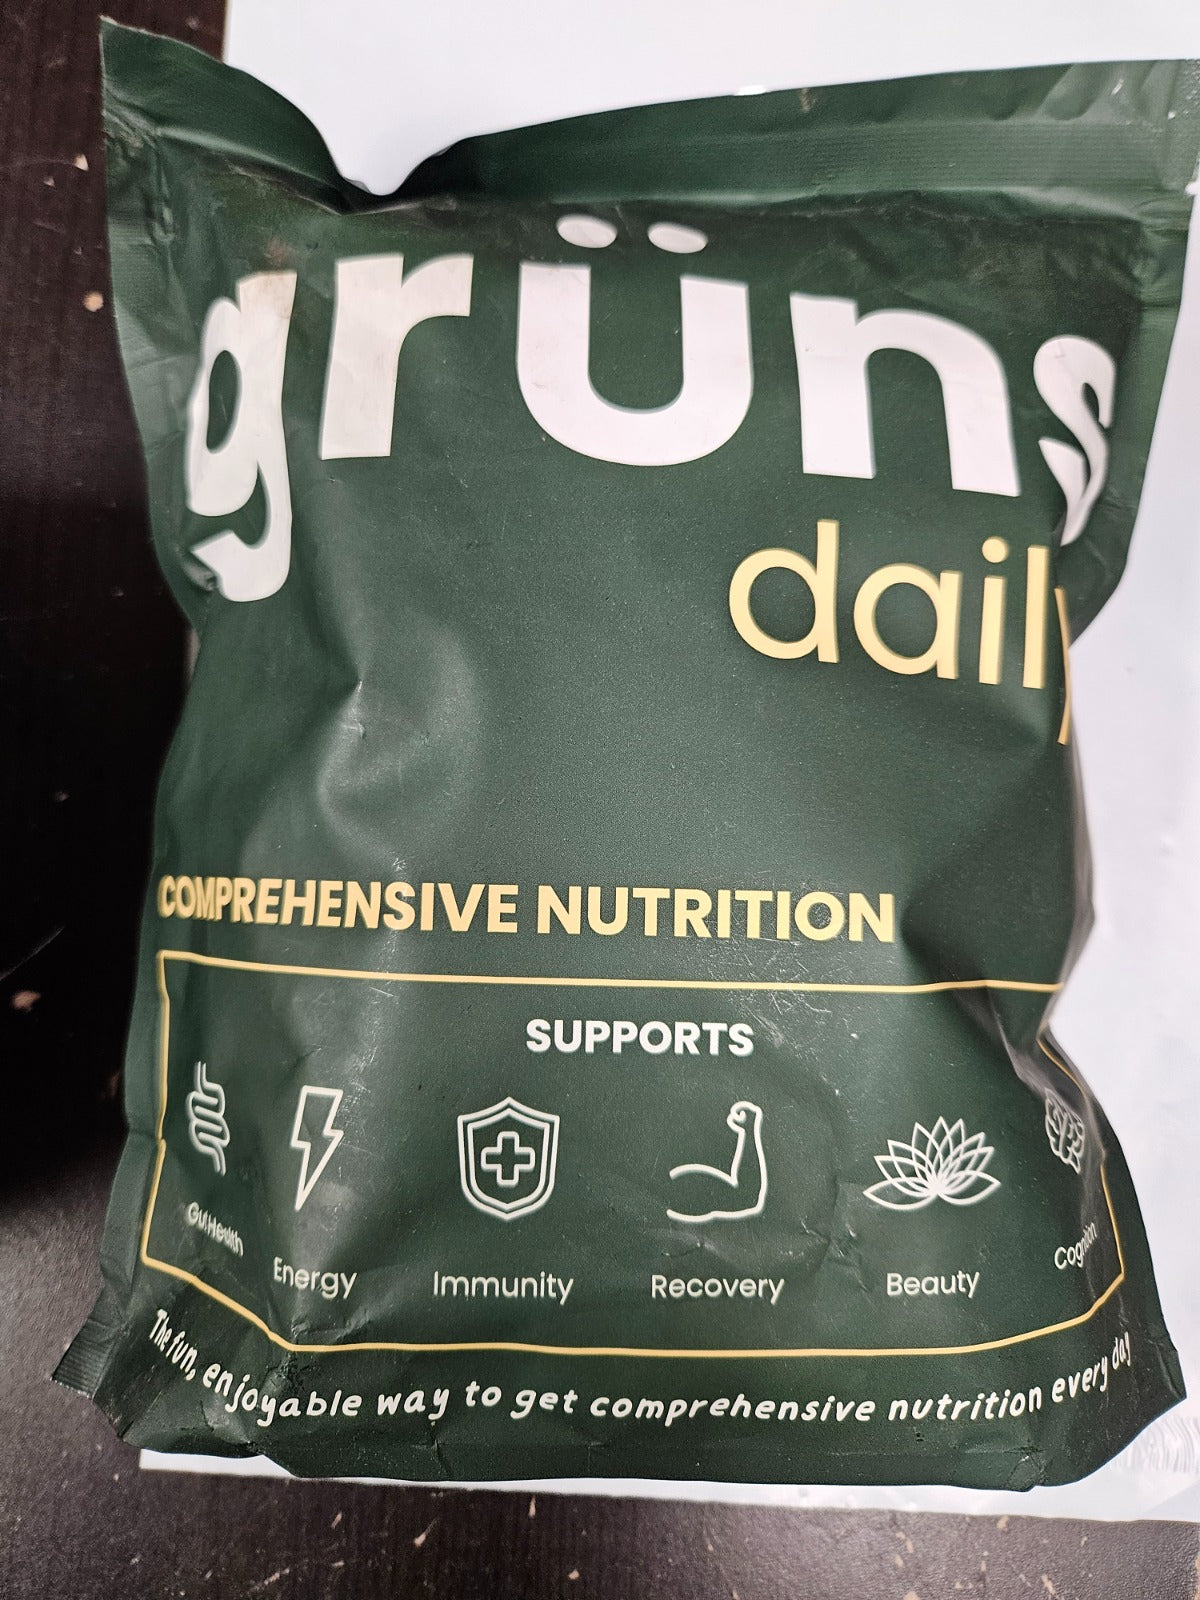 grüns
daily
COMPREHENSIVE NUTRITION
SUPPORTS
Gut Health
Energy
Immunity
Recovery
Beauty
Cognition
The fun, enjoyable way to get comprehensive nutrition every day